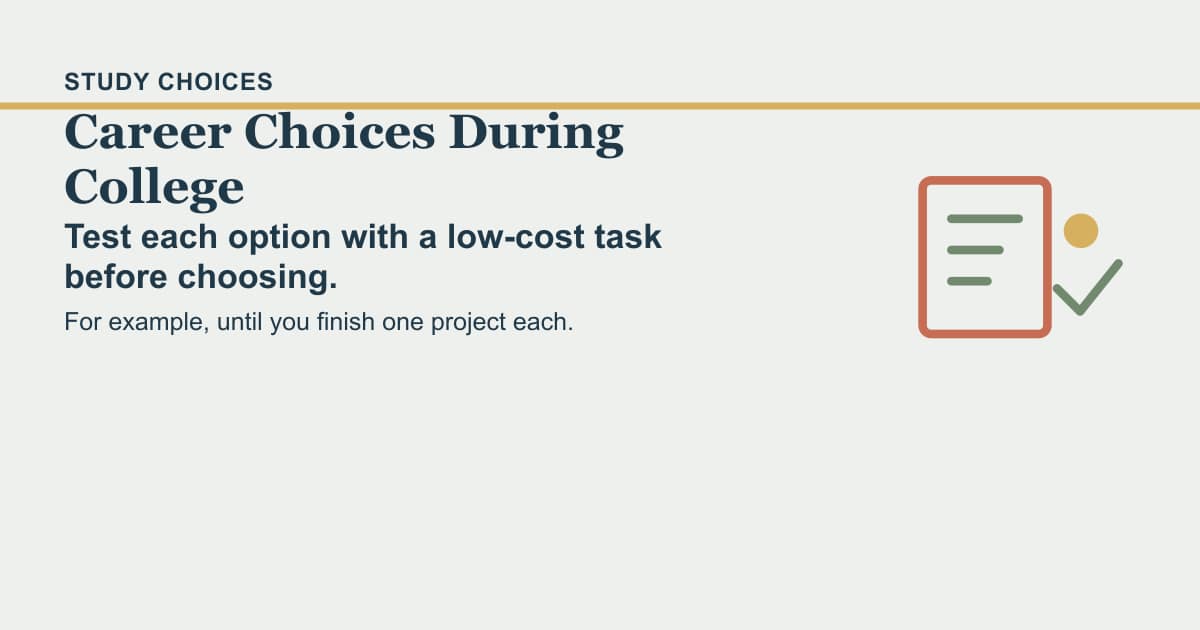 STUDY CHOICES
Career Choices During
College
Test each option with a low-cost task
before choosing.
For example, until you finish one project each.